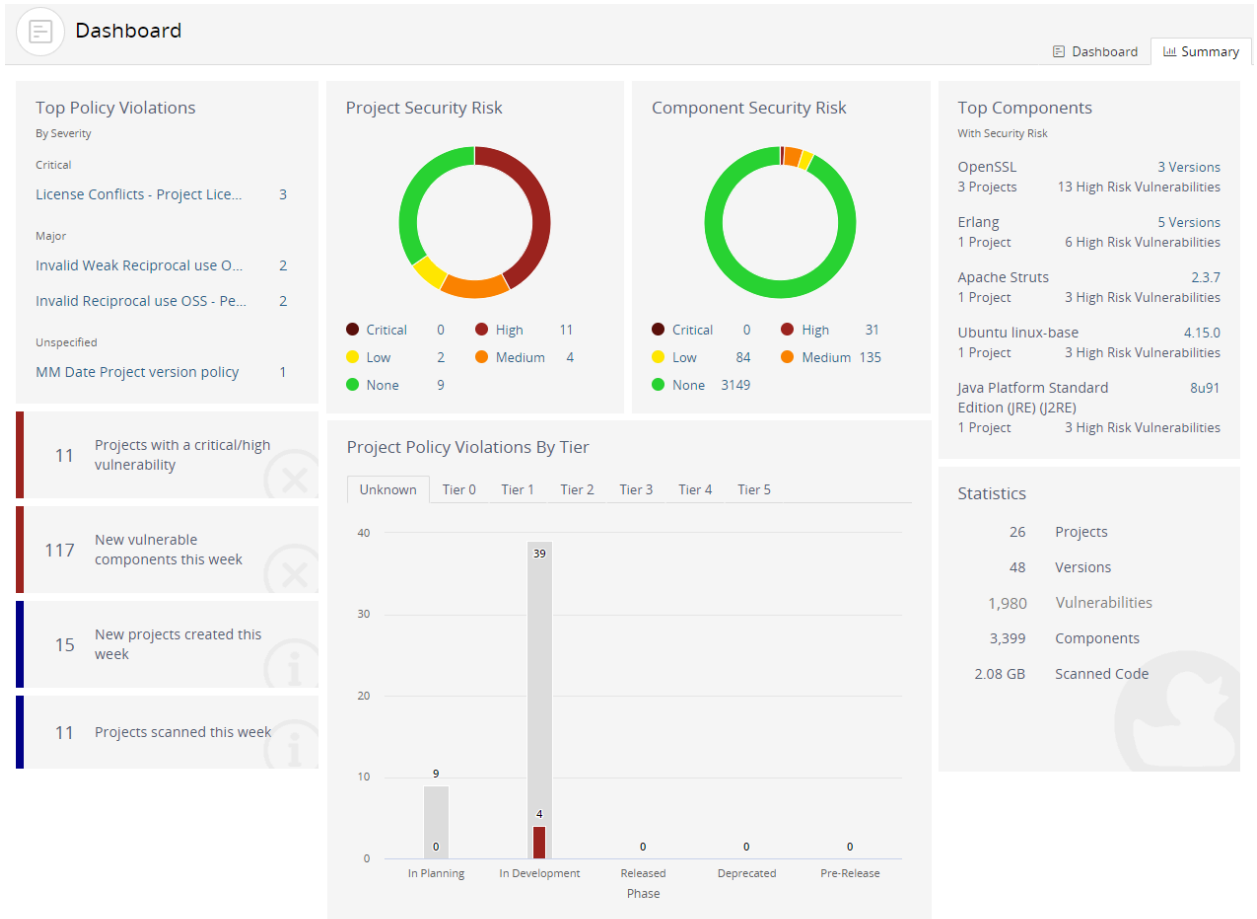 Dashboard
Dashboard
Summary
Top Policy Violations
By Severity
Critical
License Conflicts - Project Lice... 3
Major
Invalid Weak Reciprocal use O... 2
Invalid Reciprocal use OSS - Pe... 2
Unspecified
MM Date Project version policy 1
11 Projects with a critical/high
vulnerability
117 New vulnerable
components this week
15 New projects created this
week
11 Projects scanned this week
Project Security Risk
Critical 0 High 11
Low 2 Medium 4
None 9
Component Security Risk
Critical 0 High 31
Low 84 Medium 135
None 3149
Project Policy Violations By Tier
Unknown Tier 0 Tier 1 Tier 2 Tier 3 Tier 4 Tier 5
40
39
30
20
10
9
4
0
0
0
0
0
In Planning In Development Released Deprecated Pre-Release
Phase
Top Components
With Security Risk
OpenSSL 3 Versions
3 Projects 13 High Risk Vulnerabilities
Erlang 5 Versions
1 Project 6 High Risk Vulnerabilities
Apache Struts 2.3.7
1 Project 3 High Risk Vulnerabilities
Ubuntu linux-base 4.15.0
1 Project 3 High Risk Vulnerabilities
Java Platform Standard 8u91
Edition (JRE) (J2RE)
1 Project 3 High Risk Vulnerabilities
Statistics
26 Projects
48 Versions
1,980 Vulnerabilities
3,399 Components
2.08 GB Scanned Code